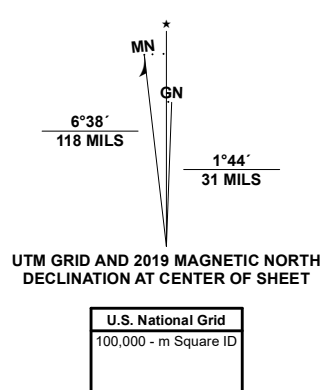 ★
MN
GN
6°38´
118 MILS
1°44´
31 MILS
UTM GRID AND 2019 MAGNETIC NORTH
DECLINATION AT CENTER OF SHEET
U.S. National Grid
100,000 - m Square ID